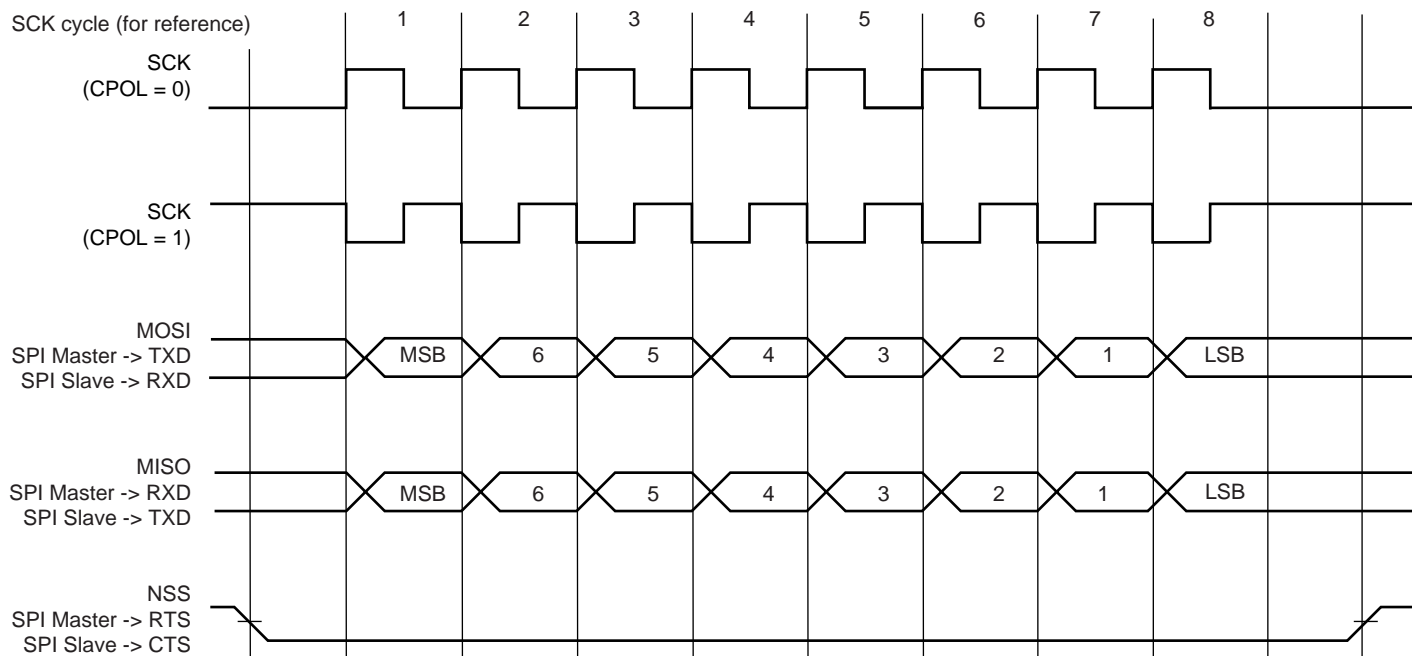 SCK cycle (for reference)
1 2 3 4 5 6 7 8
SCK
(CPOL = 0)
SCK
(CPOL = 1)
MOSI
SPI Master -> TXD
SPI Slave -> RXD
MSB 6 5 4 3 2 1 LSB
MISO
SPI Master -> RXD
SPI Slave -> TXD
MSB 6 5 4 3 2 1 LSB
NSS
SPI Master -> RTS
SPI Slave -> CTS